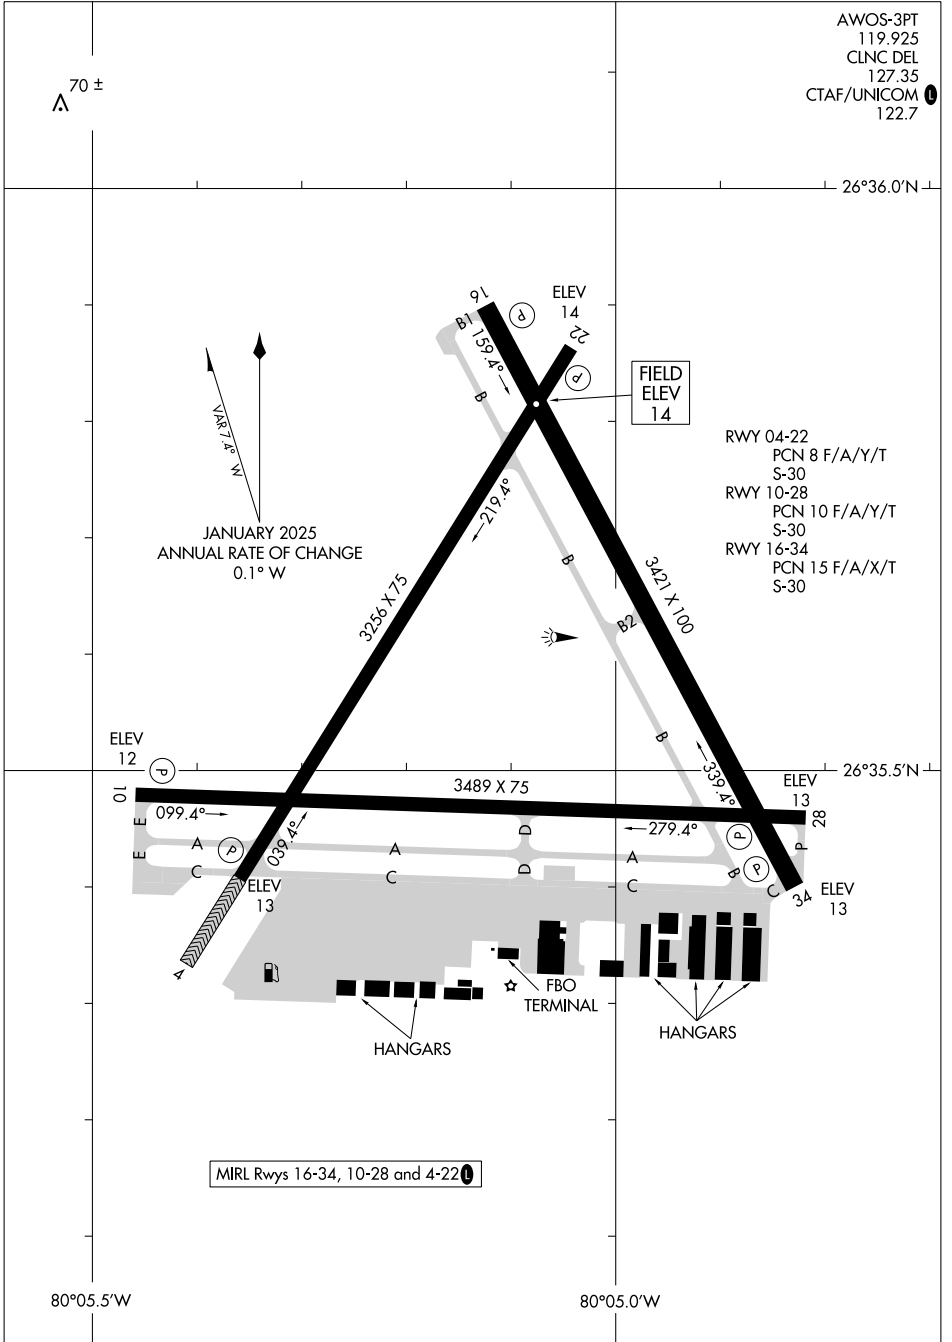 AWOS-3PT
119.925
CLNC DEL
127.35
CTAF/UNICOM L
122.7
70 ±
26°36.0'N
16
ELEV
14
22
P
B1
159.4°
P
FIELD
ELEV
14
B
VAR 7.4° W
RWY 04-22
PCN 8 F/A/Y/T
S-30
RWY 10-28
PCN 10 F/A/Y/T
S-30
RWY 16-34
PCN 15 F/A/X/T
S-30
219.4°
JANUARY 2025
ANNUAL RATE OF CHANGE
0.1° W
B
3256 X 75
3421 X 100
B2
B
ELEV
12
P
26°35.5'N
339.4°
ELEV
13
10
3489 X 75
28
099.4°
039.4°
279.4°
E
E
A
P
A
D
D
A
P
P
P
C
C
C
B
C
ELEV
13
34
ELEV
13
4
FBO
TERMINAL
HANGARS
HANGARS
MIRL Rwys 16-34, 10-28 and 4-22 L
80°05.5'W
80°05.0'W